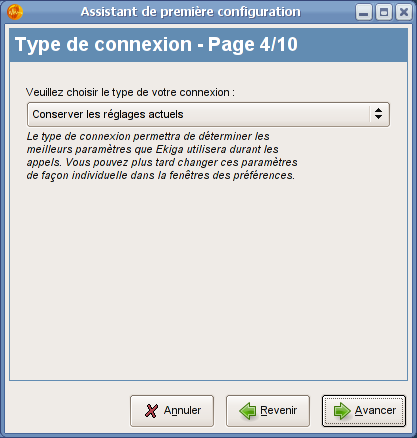 Assistant de première configuration
Type de connexion - Page 4/10
Veuillez choisir le type de votre connexion :
Conserver les réglages actuels
Le type de connexion permettra de déterminer les
meilleurs paramètres que Ekiga utilisera durant les
appels. Vous pouvez plus tard changer ces paramètres
de façon individuelle dans la fenêtres des préférences.
Annuler
Revenir
Avancer